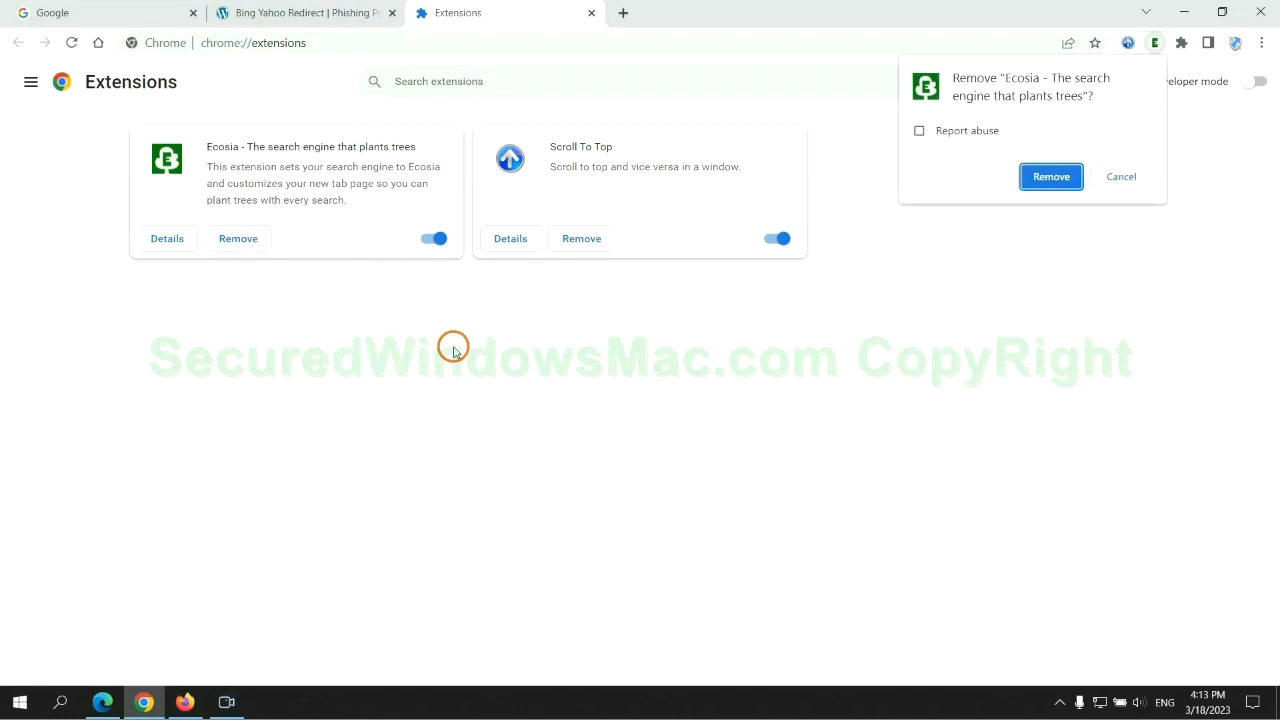 Google
Bing Yahoo Redirect | Phishing P
Extensions
Chrome
chrome://extensions
Extensions
Search extensions
eloper mode
Remove "Ecosia - The search
engine that plants trees"?
Report abuse
Remove
Cancel
Ecosia - The search engine that plants trees
This extension sets your search engine to Ecosia
and customizes your new tab page so you can
plant trees with every search.
Details
Remove
Scroll To Top
Scroll to top and vice versa in a window.
Details
Remove
SecuredWindowsMac.com CopyRight
ENG
4:13 PM
3/18/2023